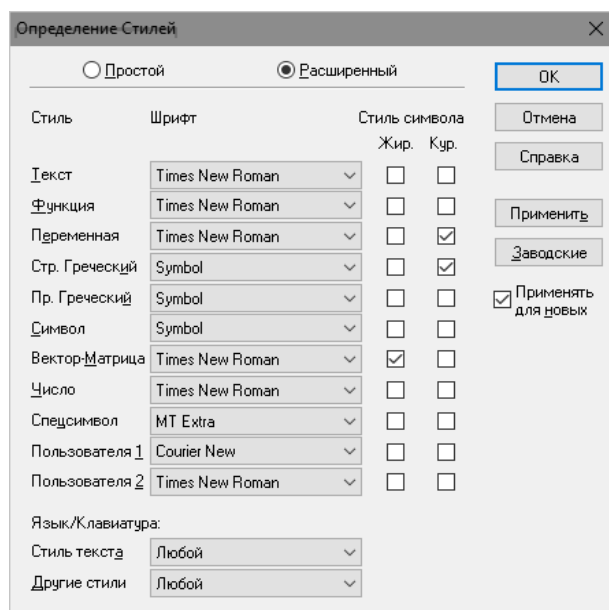 Определение Стилей
Простой Расширенный
OK
Стиль Шрифт Стиль символа
Отмена
Жир. Кур.
Справка
Текст Times New Roman
Функция Times New Roman
Применить
Переменная Times New Roman
Заводские
Стр. Греческий Symbol
Применять
для новых
Пр. Греческий Symbol
Символ Symbol
Вектор-Матрица Times New Roman
Число Times New Roman
Спецсимвол MT Extra
Пользователя 1 Courier New
Пользователя 2 Times New Roman
Язык/Клавиатура:
Стиль текста Любой
Другие стили Любой